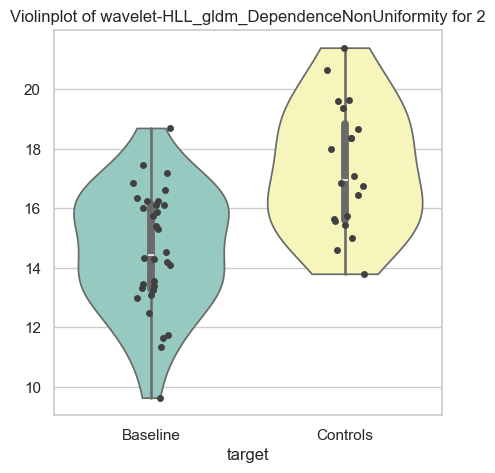 Violinplot of wavelet-HLL_gldm_DependenceNonUniformity for 2
20
18
16
14
12
10
Baseline
Controls
target